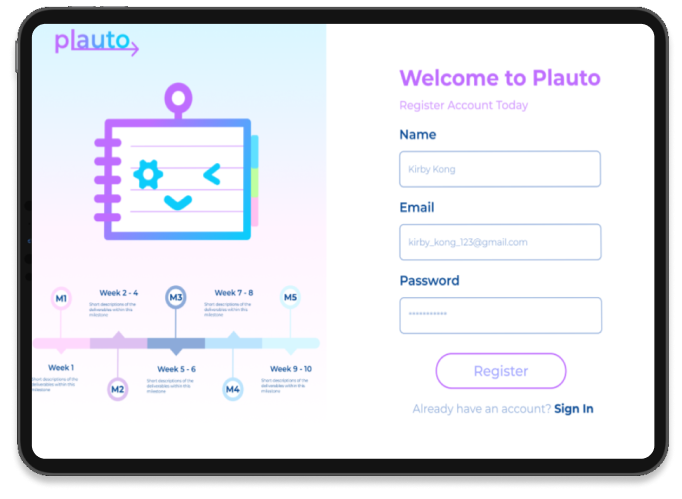 plauto
M1
Week 2 - 4
Short descriptions of the
deliverables within this
milestone
M3
Week 7 - 8
Short descriptions of the
deliverables within this
milestone
M5
Week 1
Short descriptions of the
deliverables within this
milestone
M2
Week 5 - 6
Short descriptions of the
deliverables within this
milestone
M4
Week 9 - 10
Short descriptions of the
deliverables within this
milestone
Welcome to Plauto
Register Account Today
Name
Kirby Kong
Email
kirby_kong_123@gmail.com
Password
***********
Register
Already have an account? Sign In